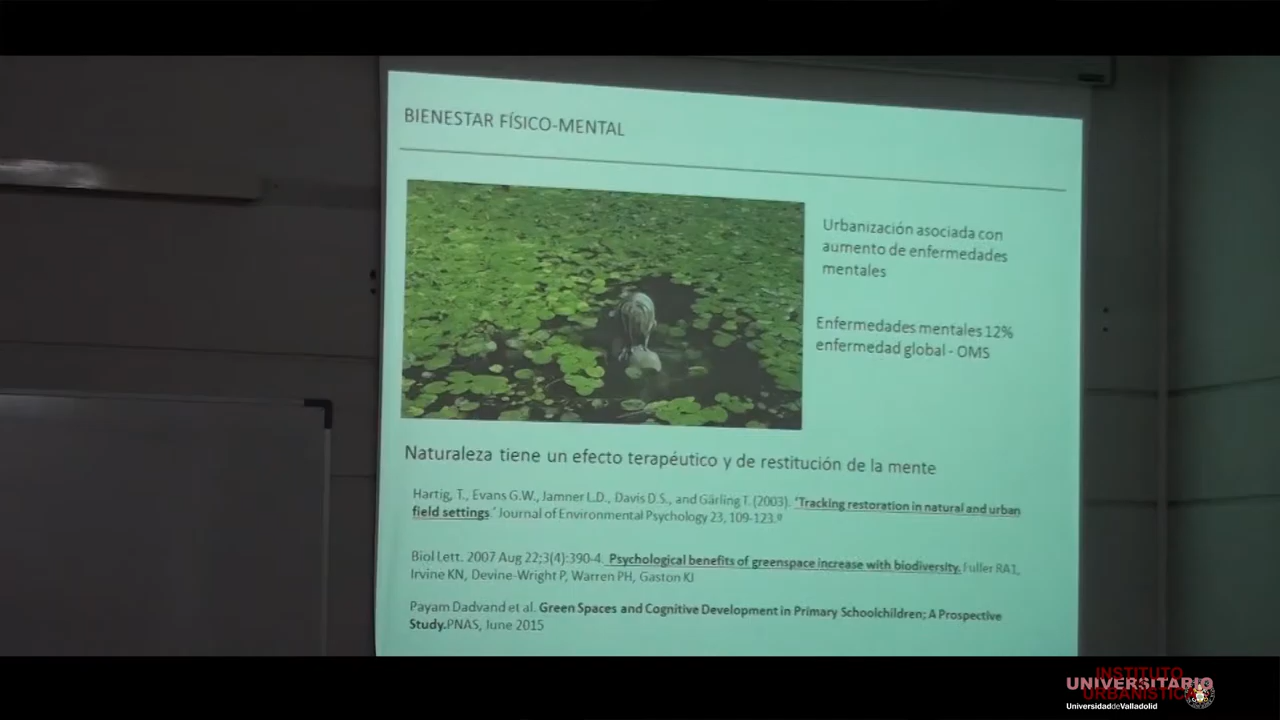 BIENESTAR FÍSICO-MENTAL
Urbanización asociada con
aumento de enfermedades
mentales
Enfermedades mentales 12%
enfermedad global - OMS
Naturaleza tiene un efecto terapéutico y de restitución de la mente
Hartig, T., Evans G.W., Jamner L.D., Davis D.S., and Gärling T. (2003). 'Tracking restoration in natural and urban
field settings.' Journal of Environmental Psychology 23, 109-123.
Biol Lett. 2007 Aug 22;3(4):390-4. Psychological benefits of greenspace increase with biodiversity. Fuller RA1,
Irvine KN, Devine-Wright P, Warren PH, Gaston KJ
Payam Dadvand et al. Green Spaces and Cognitive Development in Primary Schoolchildren; A Prospective
Study.PNAS, June 2015
INSTITUTO
UNIVERSITARIO
URBANÍSTICA
UniversidaddeValladolid